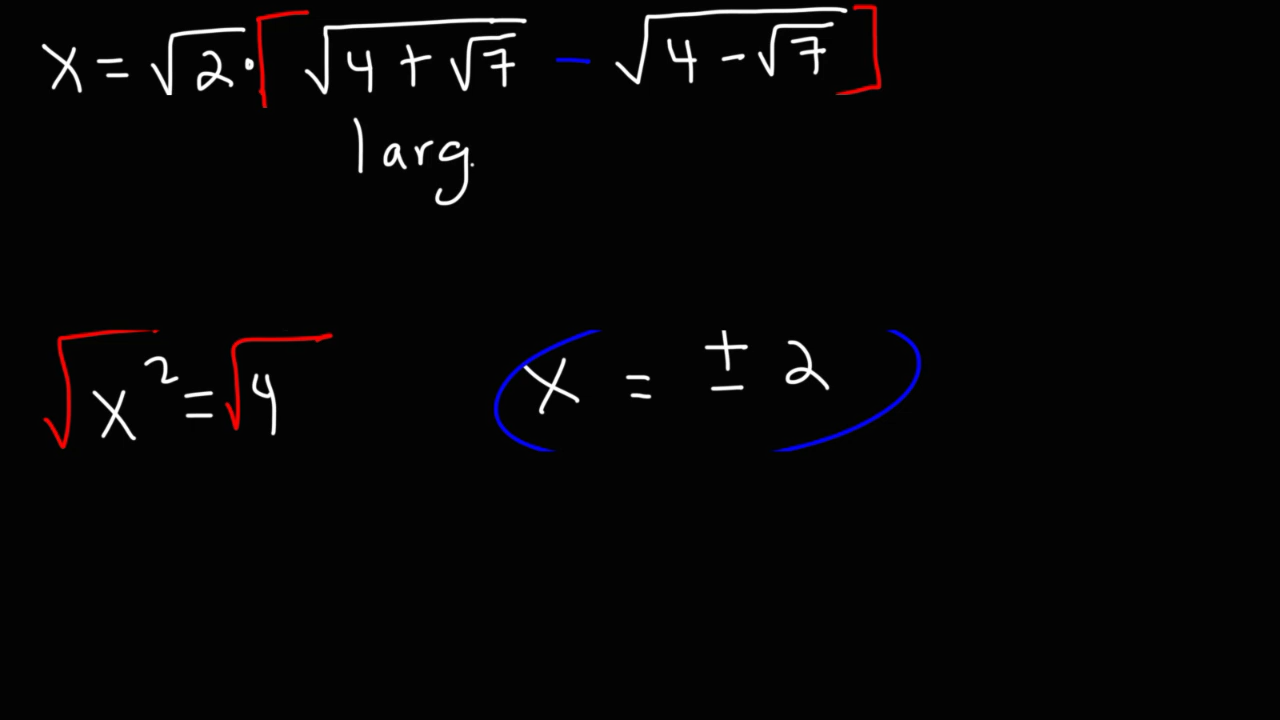 x = √2 · [ √(4 + √7) − √(4 − √7) ]
larg
√x² = √4    x = ± 2